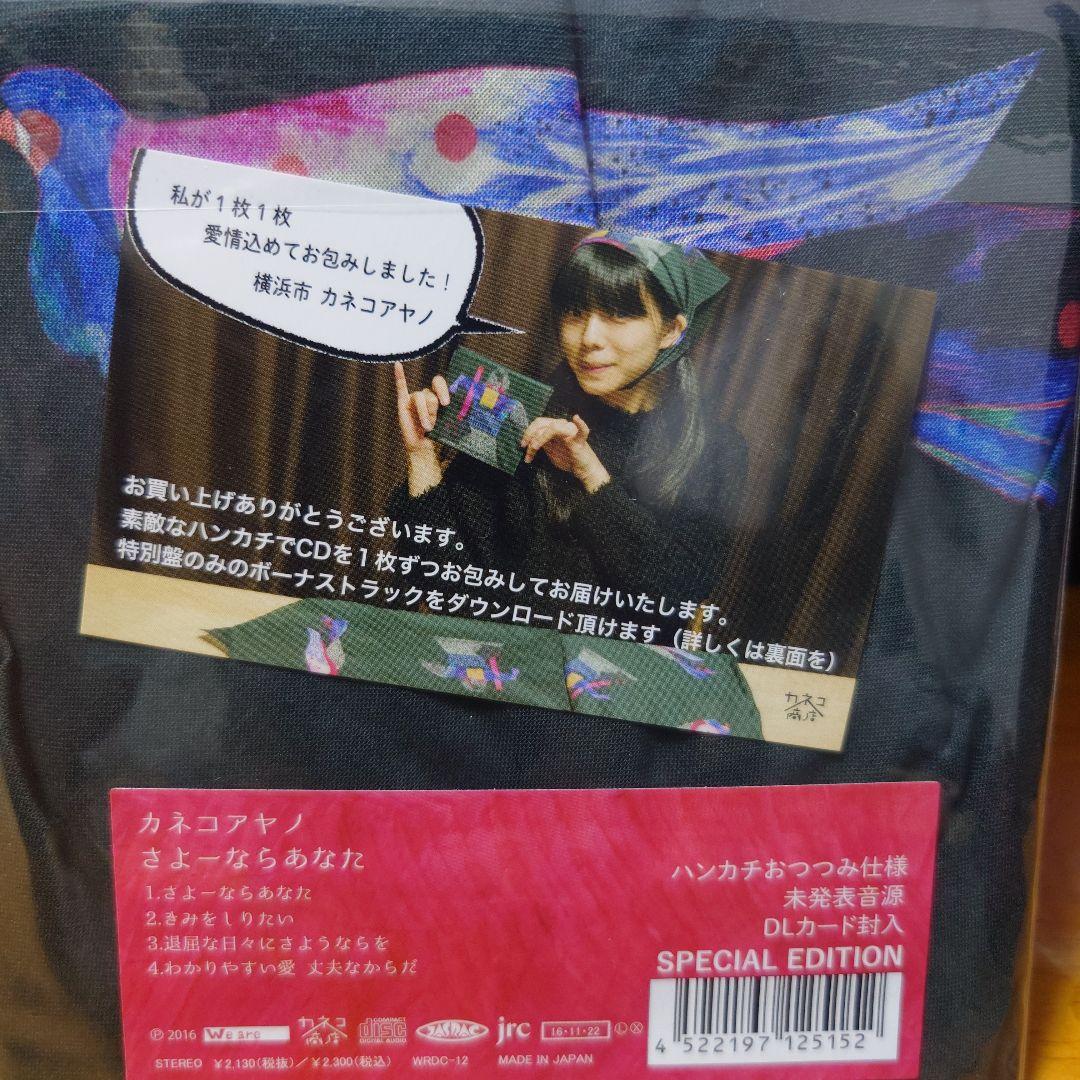 私が1枚1枚
愛情込めてお包みしました！
横浜市 カネコアヤノ
お買い上げありがとうございます。
素敵なハンカチでCDを1枚ずつお包みしてお届けいたします。
特別盤のみのボーナストラックをダウンロード頂けます（詳しくは裏面を）
カネコ
商店
カネコアヤノ
さよーならあなた
1.さよーならあなた
2.きみをしりたい
3.退屈な日々にさようならを
4.わかりやすい愛 丈夫なからだ
ハンカチおつつみ仕様
未発表音源
DLカード封入
SPECIAL EDITION
℗ 2016 We are カネコ商店 COMPACT disc DIGITAL AUDIO JASRAC jrc 16・11・22 Ⓛ Ⓧ
STEREO ¥2,130(税抜)/¥2,300(税込) WRDC-12 MADE IN JAPAN
4 522197 125152